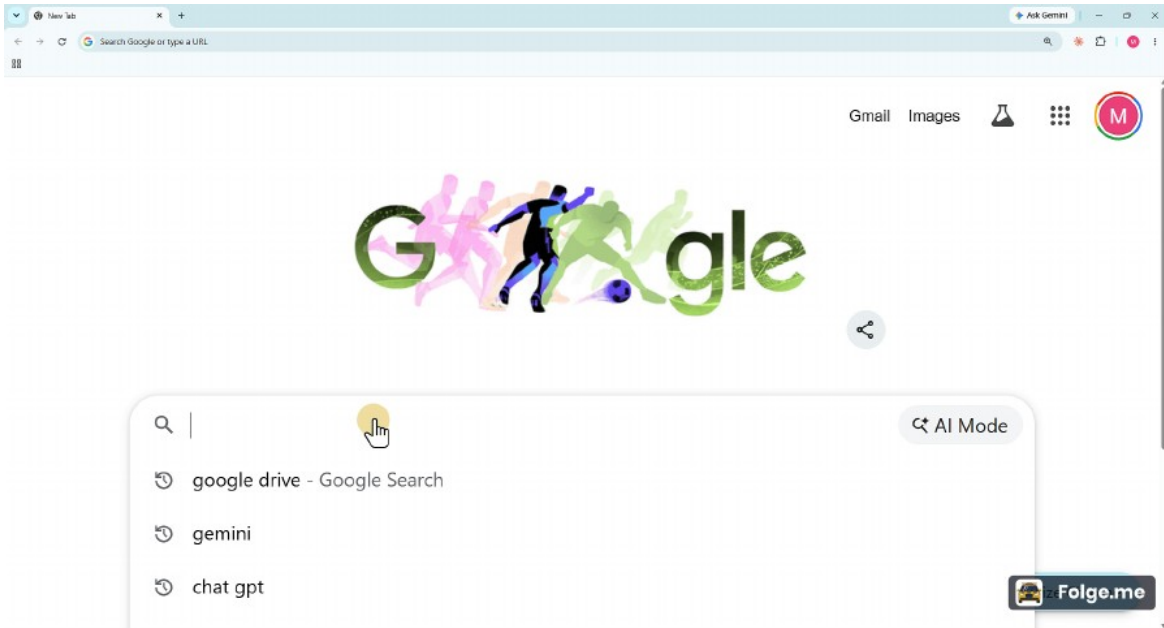 New Tab
Ask Gemini
Search Google or type a URL
Gmail Images
M
Google
AI Mode
google drive - Google Search
gemini
chat gpt
Folge.me